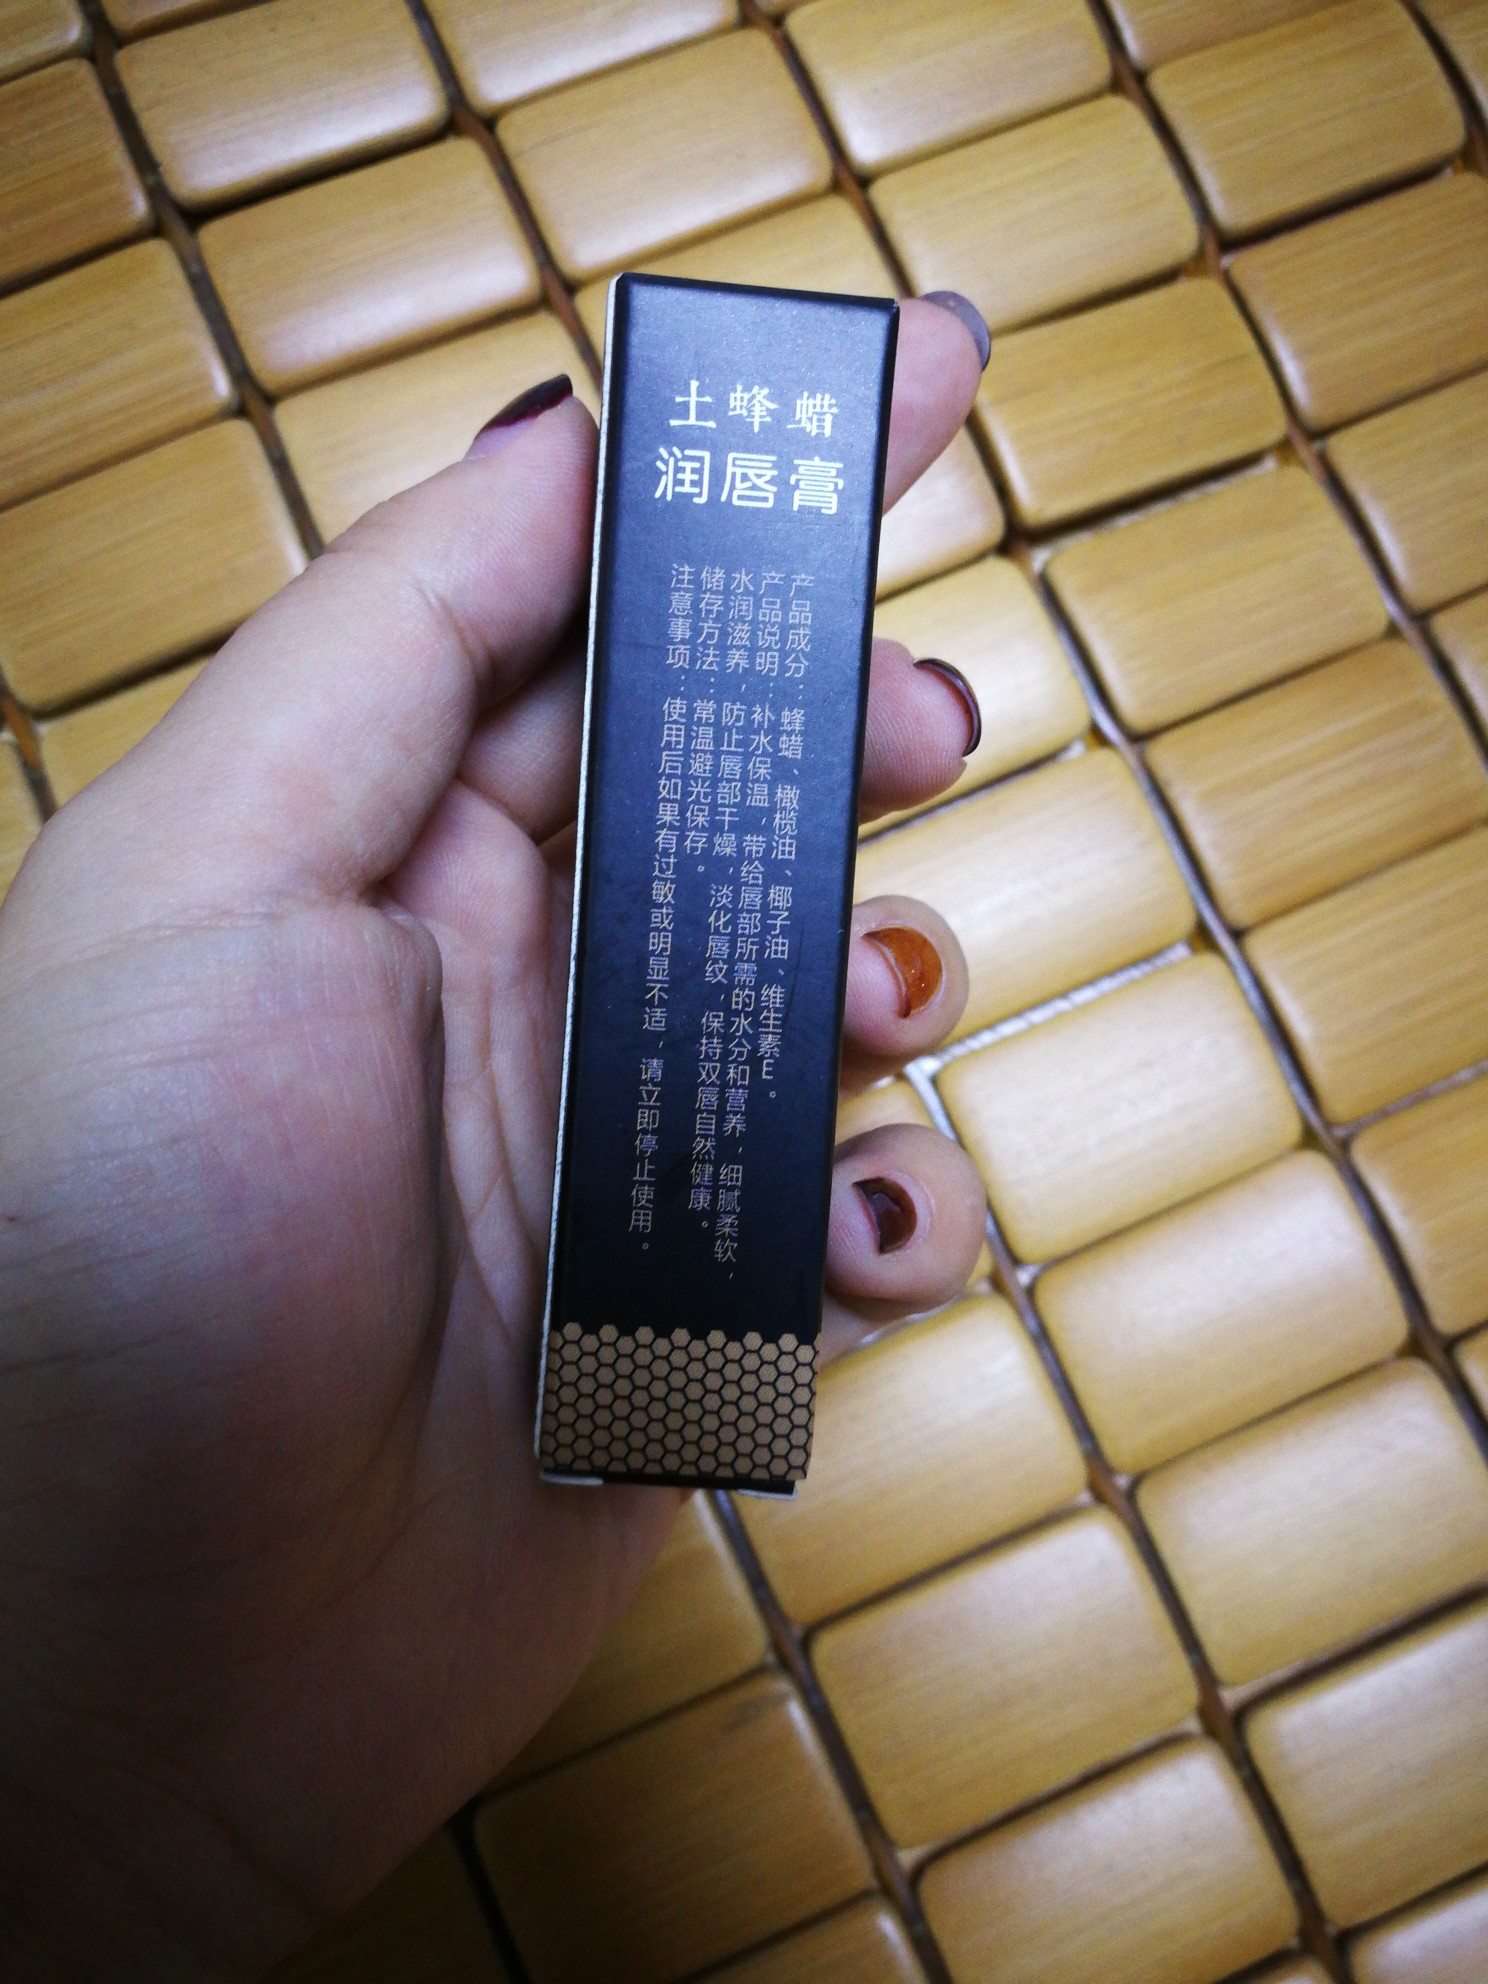 土蜂蜡
润唇膏
产品成分：蜂蜡、橄榄油、椰子油、维生素E。
产品说明：补水保温，带给唇部所需的水分和营养，细腻柔软，
水润滋养，防止唇部干燥，淡化唇纹，保持双唇自然健康。
储存方法：常温避光保存。
注意事项：使用后如果有过敏或明显不适，请立即停止使用。